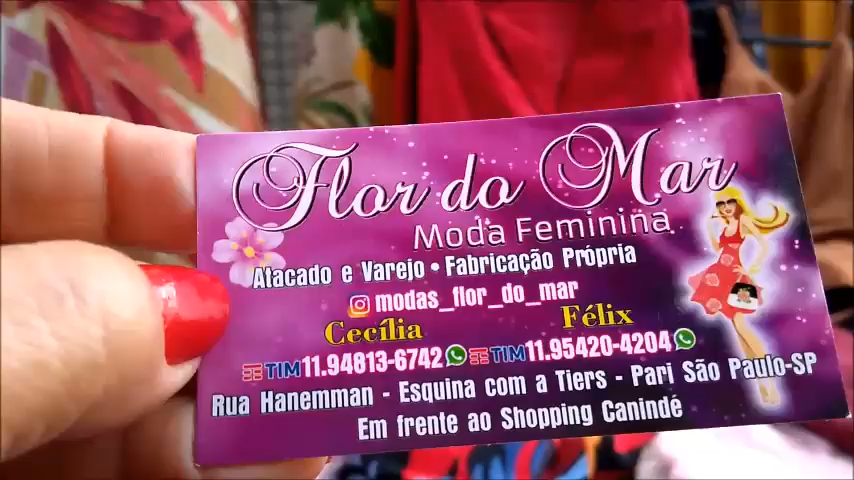 Flor do Mar
Moda Feminina
Atacado e Varejo • Fabricação Própria
modas_flor_do_mar
Cecília Félix
TIM 11.94813-6742 TIM 11.95420-4204
Rua Hanemman - Esquina com a Tiers - Pari São Paulo-SP
Em frente ao Shopping Canindé